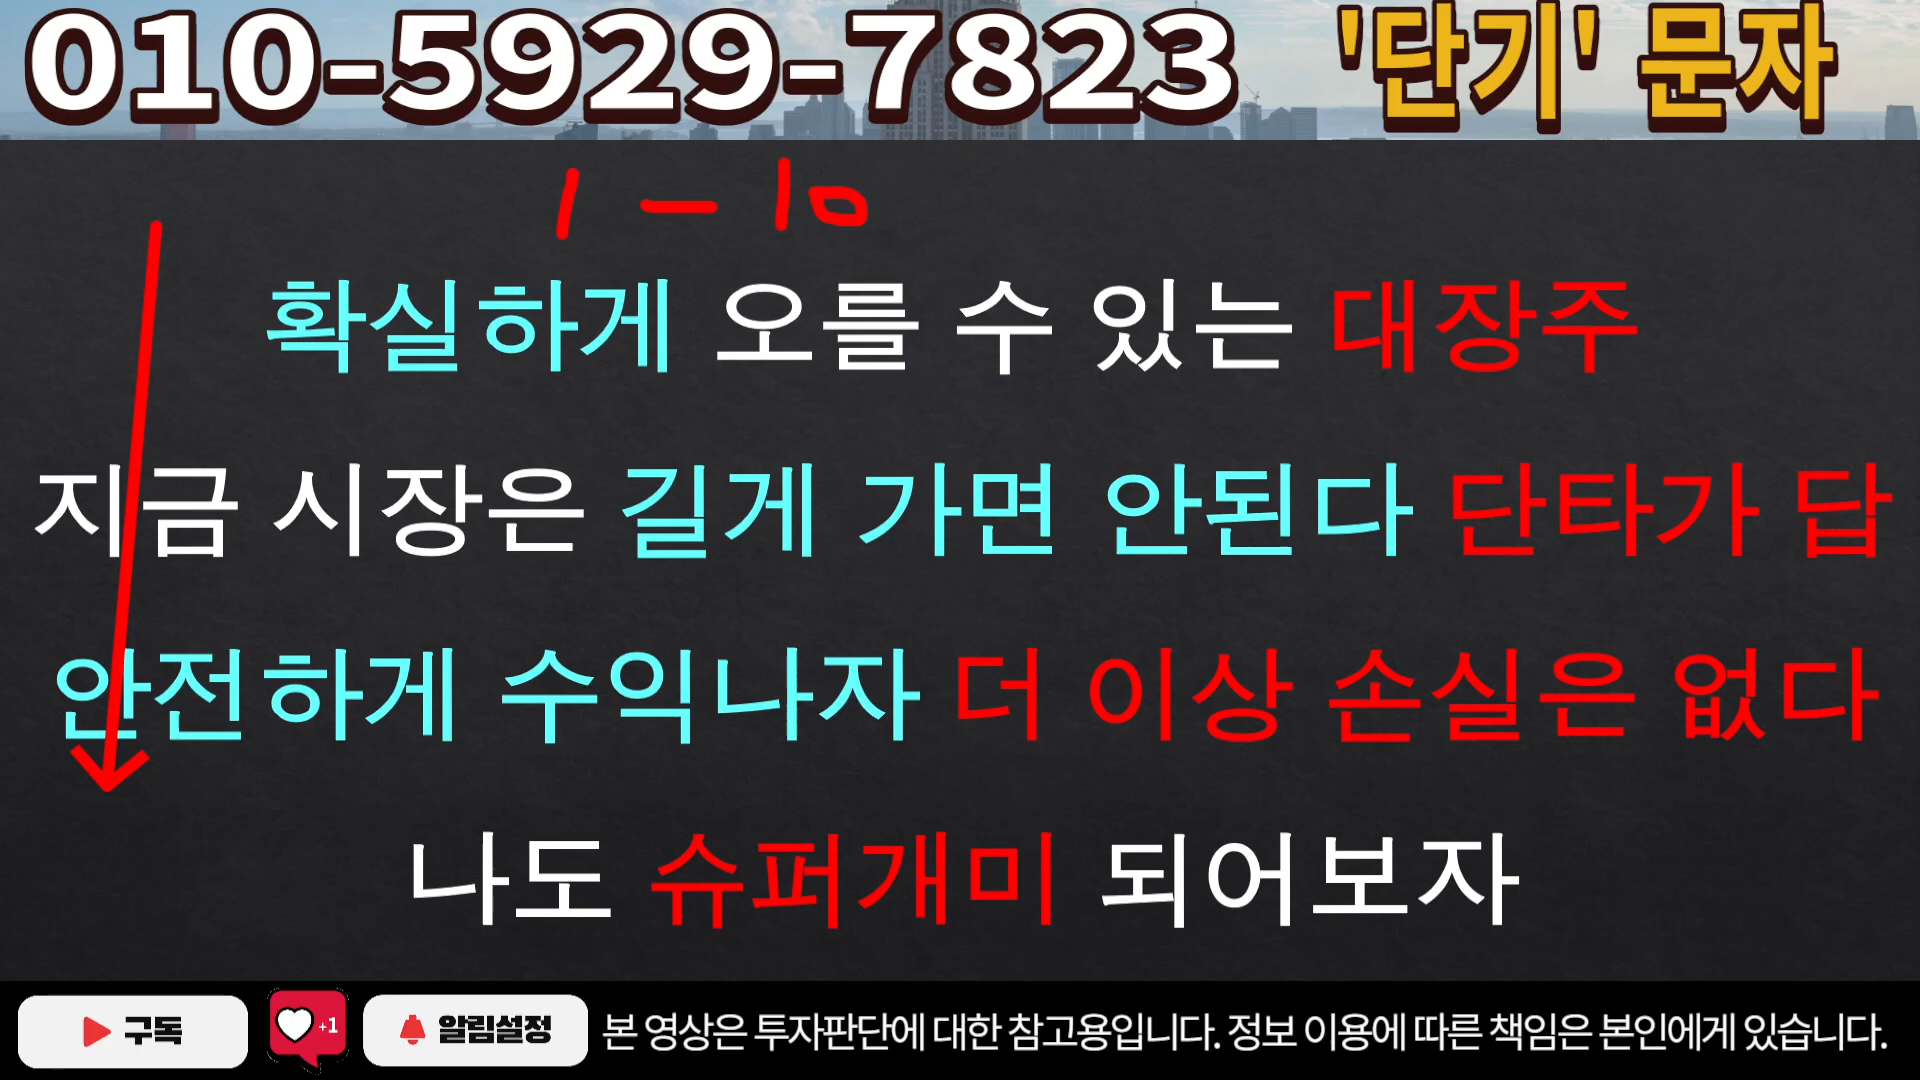 010-5929-7823 '단기' 문자
1 - 10
확실하게 오를 수 있는 대장주
지금 시장은 길게 가면 안된다 단타가 답
안전하게 수익나자 더 이상 손실은 없다
나도 슈퍼개미 되어보자
구독 +1 알림설정 본 영상은 투자판단에 대한 참고용입니다. 정보 이용에 따른 책임은 본인에게 있습니다.